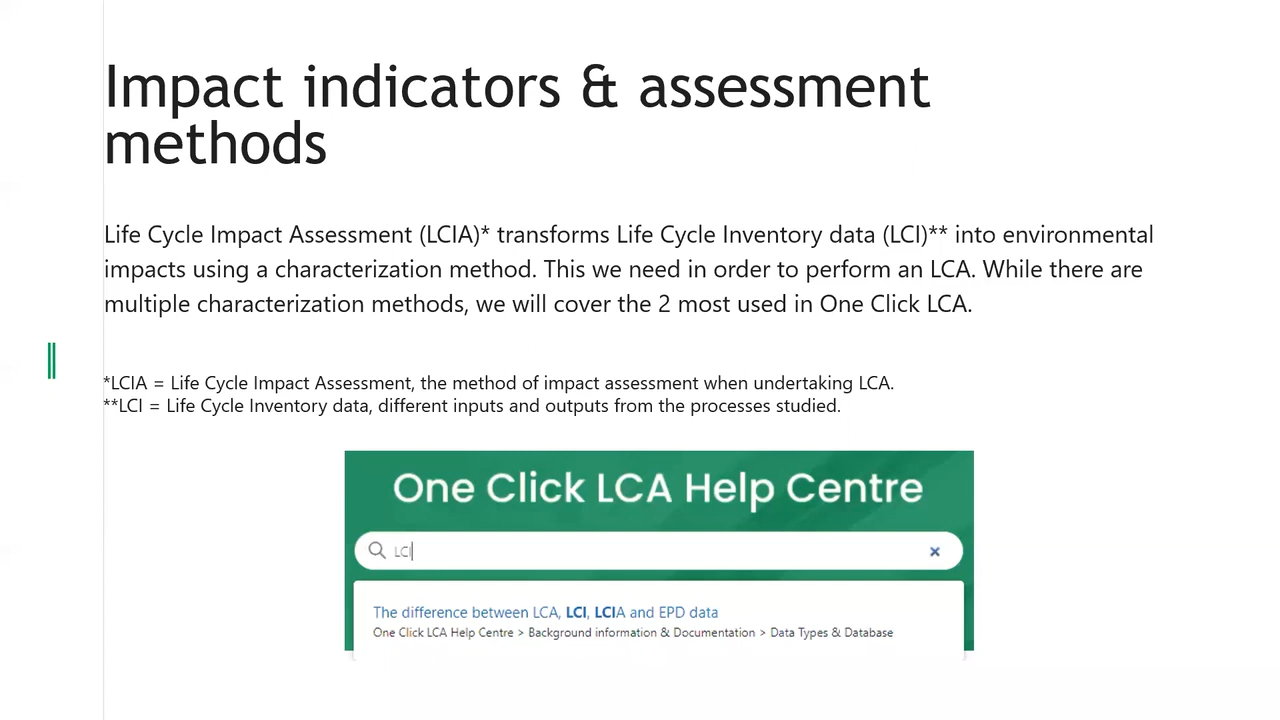 Impact indicators & assessment
methods
Life Cycle Impact Assessment (LCIA)* transforms Life Cycle Inventory data (LCI)** into environmental
impacts using a characterization method. This we need in order to perform an LCA. While there are
multiple characterization methods, we will cover the 2 most used in One Click LCA.
*LCIA = Life Cycle Impact Assessment, the method of impact assessment when undertaking LCA.
**LCI = Life Cycle Inventory data, different inputs and outputs from the processes studied.
One Click LCA Help Centre
LCI
The difference between LCA, LCI, LCIA and EPD data
One Click LCA Help Centre > Background information & Documentation > Data Types & Database